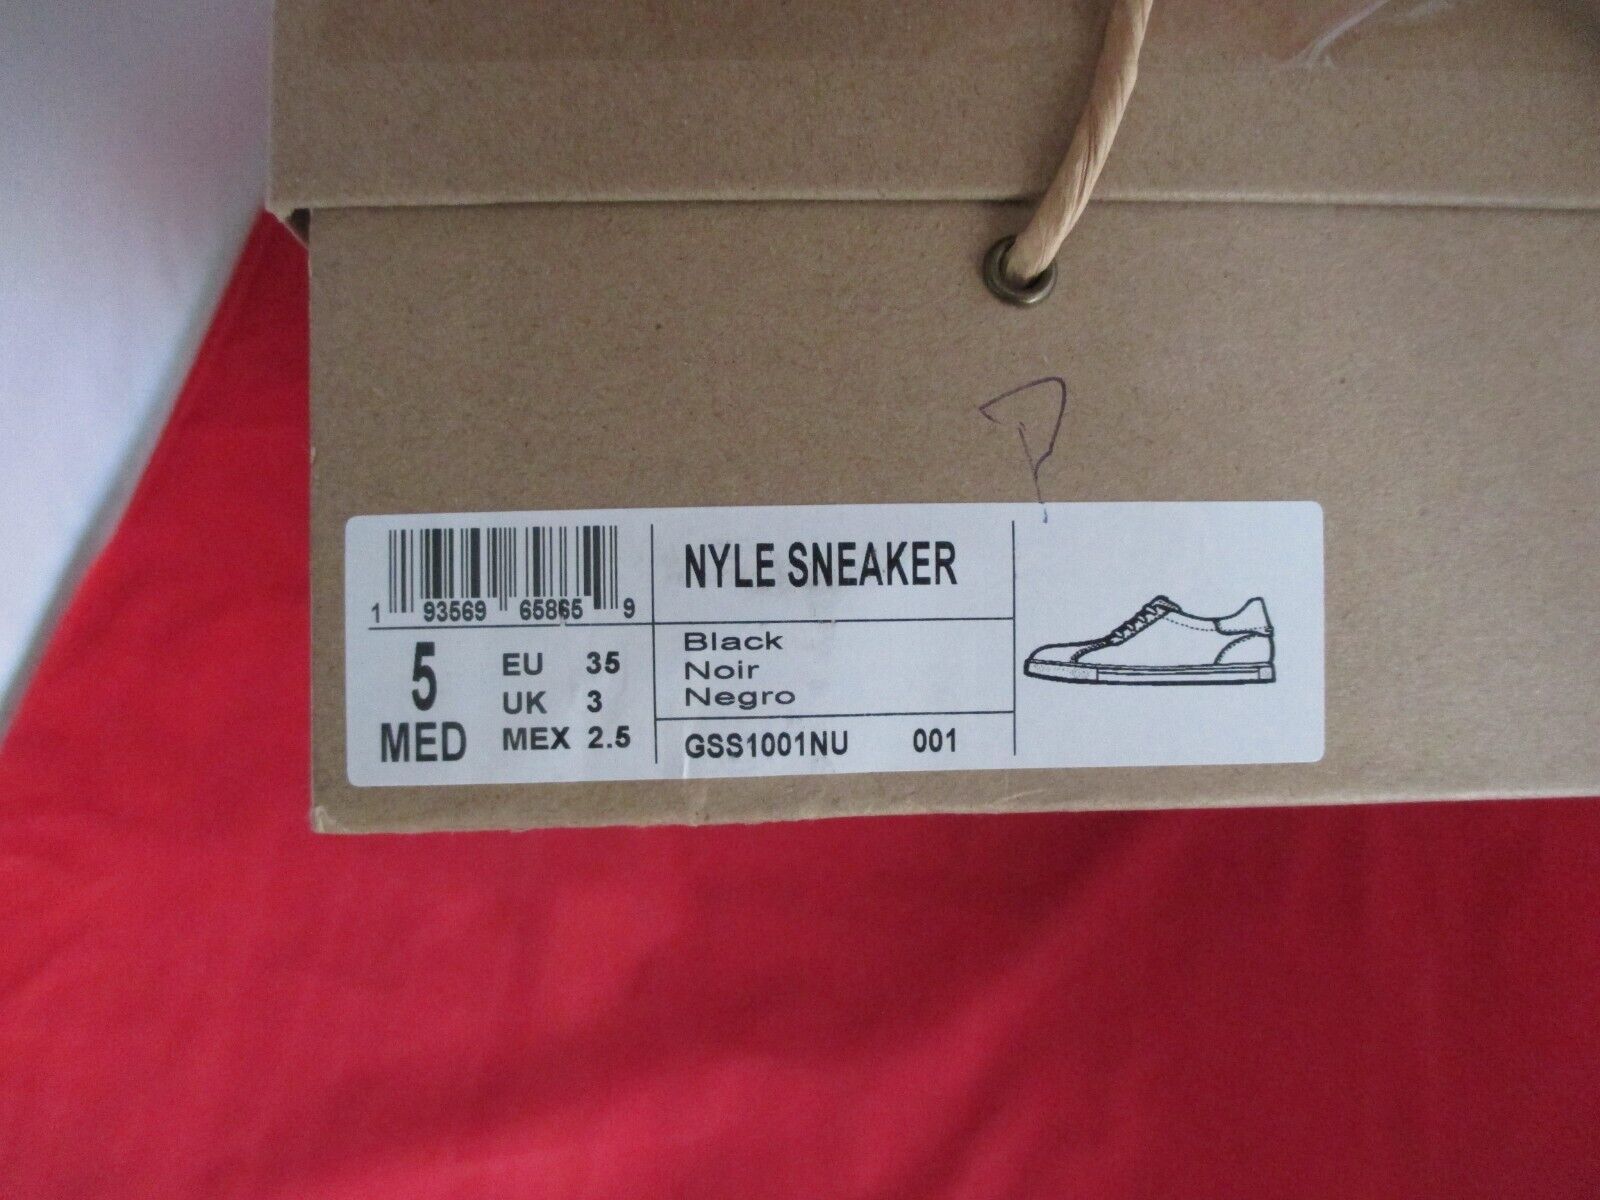 P
1 93569 65865 9
5
MED
EU 35
UK 3
MEX 2.5
NYLE SNEAKER
Black
Noir
Negro
GSS1001NU 001